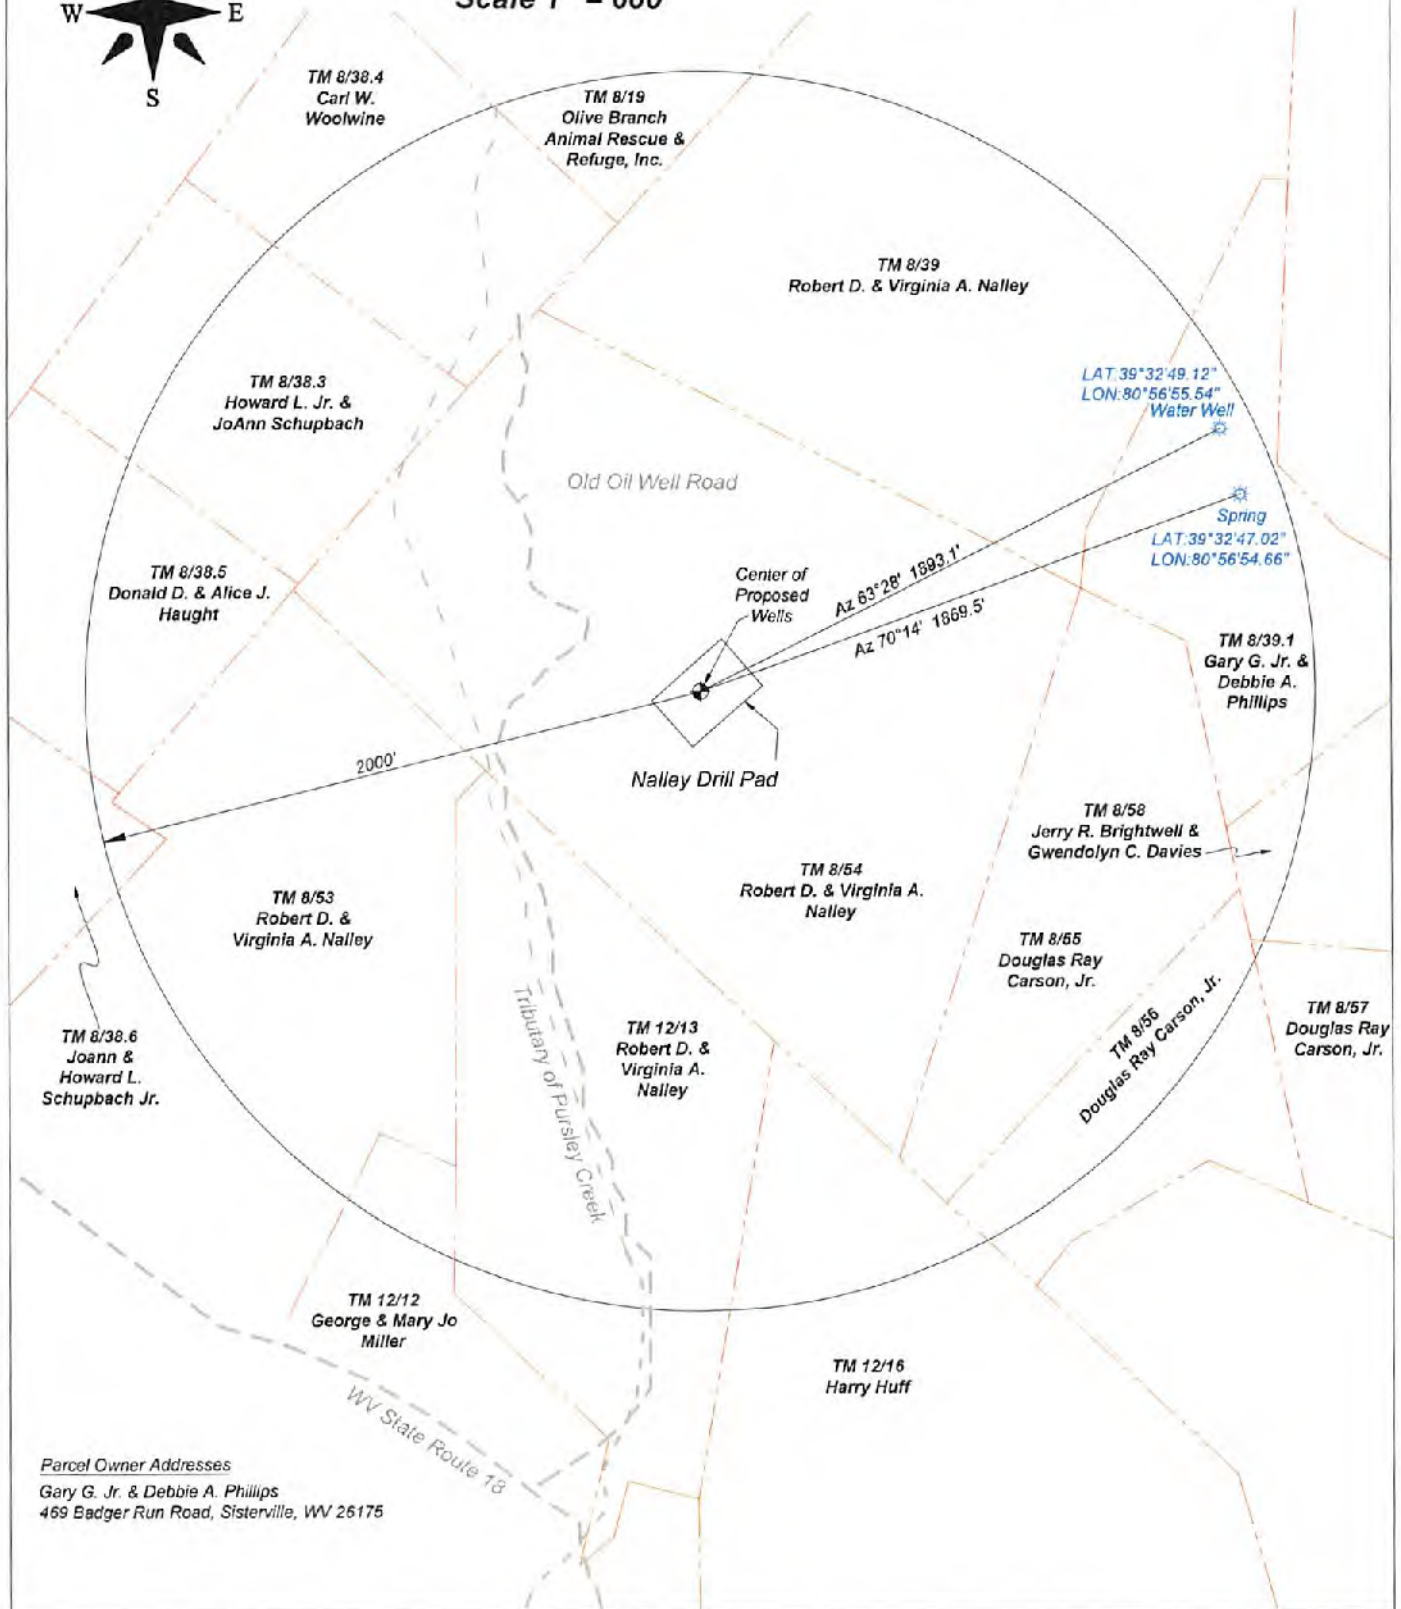 W
E
S
TM 8/38.4
Carl W.
Woolwine
TM 8/19
Olive Branch
Animal Rescue &
Refuge, Inc.
TM 8/39
Robert D. & Virginia A. Nalley
TM 8/38.3
Howard L. Jr. &
JoAnn Schupbach
LAT:39°32'49.12"
LON:80°56'55.54"
Water Well
Old Oil Well Road
Spring
LAT:39°32'47.02"
LON:80°56'54.66"
TM 8/38.5
Donald D. & Alice J.
Haught
Center of
Proposed
Wells
Az 63°28' 1893.1'
Az 70°14' 1869.5'
TM 8/39.1
Gary G. Jr. &
Debbie A.
Phillips
2000'
Nalley Drill Pad
TM 8/58
Jerry R. Brightwell &
Gwendolyn C. Davies
TM 8/53
Robert D. &
Virginia A. Nalley
TM 8/54
Robert D. & Virginia A.
Nalley
TM 8/55
Douglas Ray
Carson, Jr.
TM 8/56
Douglas Ray Carson, Jr.
TM 8/57
Douglas Ray
Carson, Jr.
TM 8/38.6
Joann &
Howard L.
Schupbach Jr.
Tributary of Pursley Creek
TM 12/13
Robert D. &
Virginia A.
Nalley
TM 12/12
George & Mary Jo
Miller
TM 12/16
Harry Huff
WV State Route 18
Parcel Owner Addresses
Gary G. Jr. & Debbie A. Phillips
469 Badger Run Road, Sisterville, WV 26175